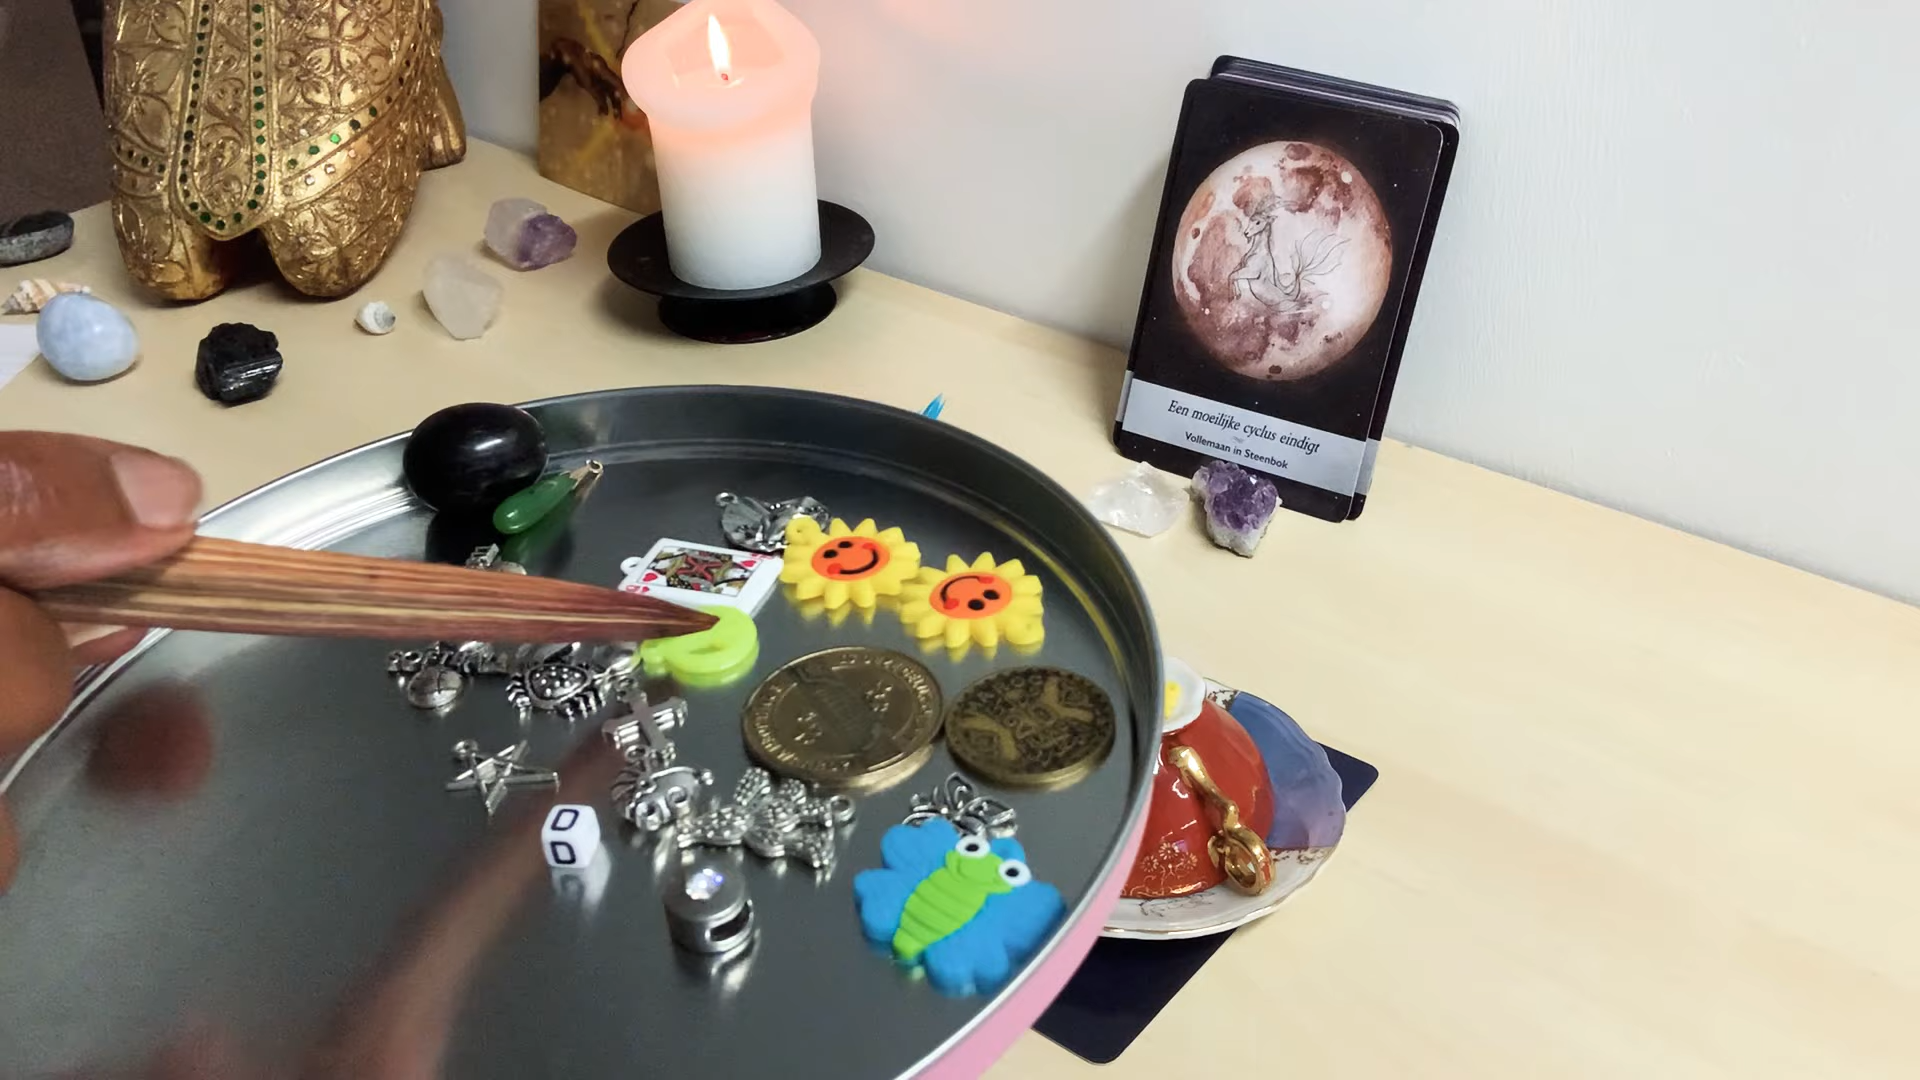 Een moeilijke cyclus eindigt
Vollemaan in Steenbok
D
D